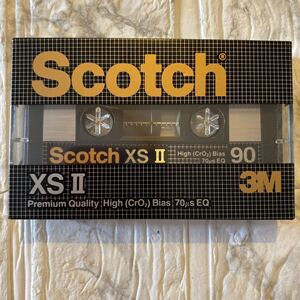 Scotch®
Scotch XS II High (CrO₂) Bias 70μs EQ 90
XS II 3M
Premium Quality, High (CrO₂) Bias 70μs EQ